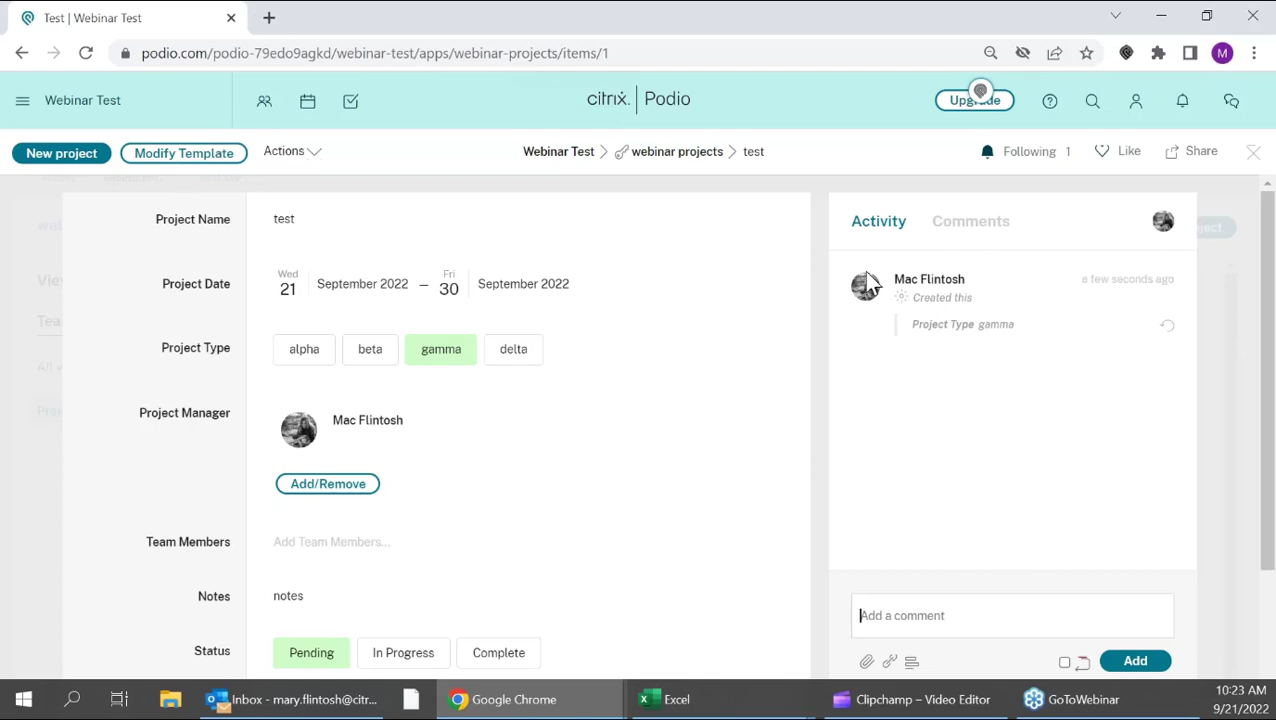 Test | Webinar Test
podio.com/podio-79edo9agkd/webinar-test/apps/webinar-projects/items/1
M
Webinar Test
citrix. | Podio
Upgrade
New project
Modify Template
Actions
Webinar Test > webinar projects > test
Following 1
Like
Share
Project Name
test
Project Date
Wed 21 September 2022 – Fri 30 September 2022
Project Type
alpha beta gamma delta
Project Manager
Mac Flintosh
Add/Remove
Team Members
Add Team Members...
Notes
notes
Status
Pending In Progress Complete
Activity Comments
Mac Flintosh a few seconds ago
Created this
Project Type gamma
Add a comment
Add
Inbox - mary.flintosh@citr...
Google Chrome
Excel
Clipchamp – Video Editor
GoToWebinar
10:23 AM
9/21/2022